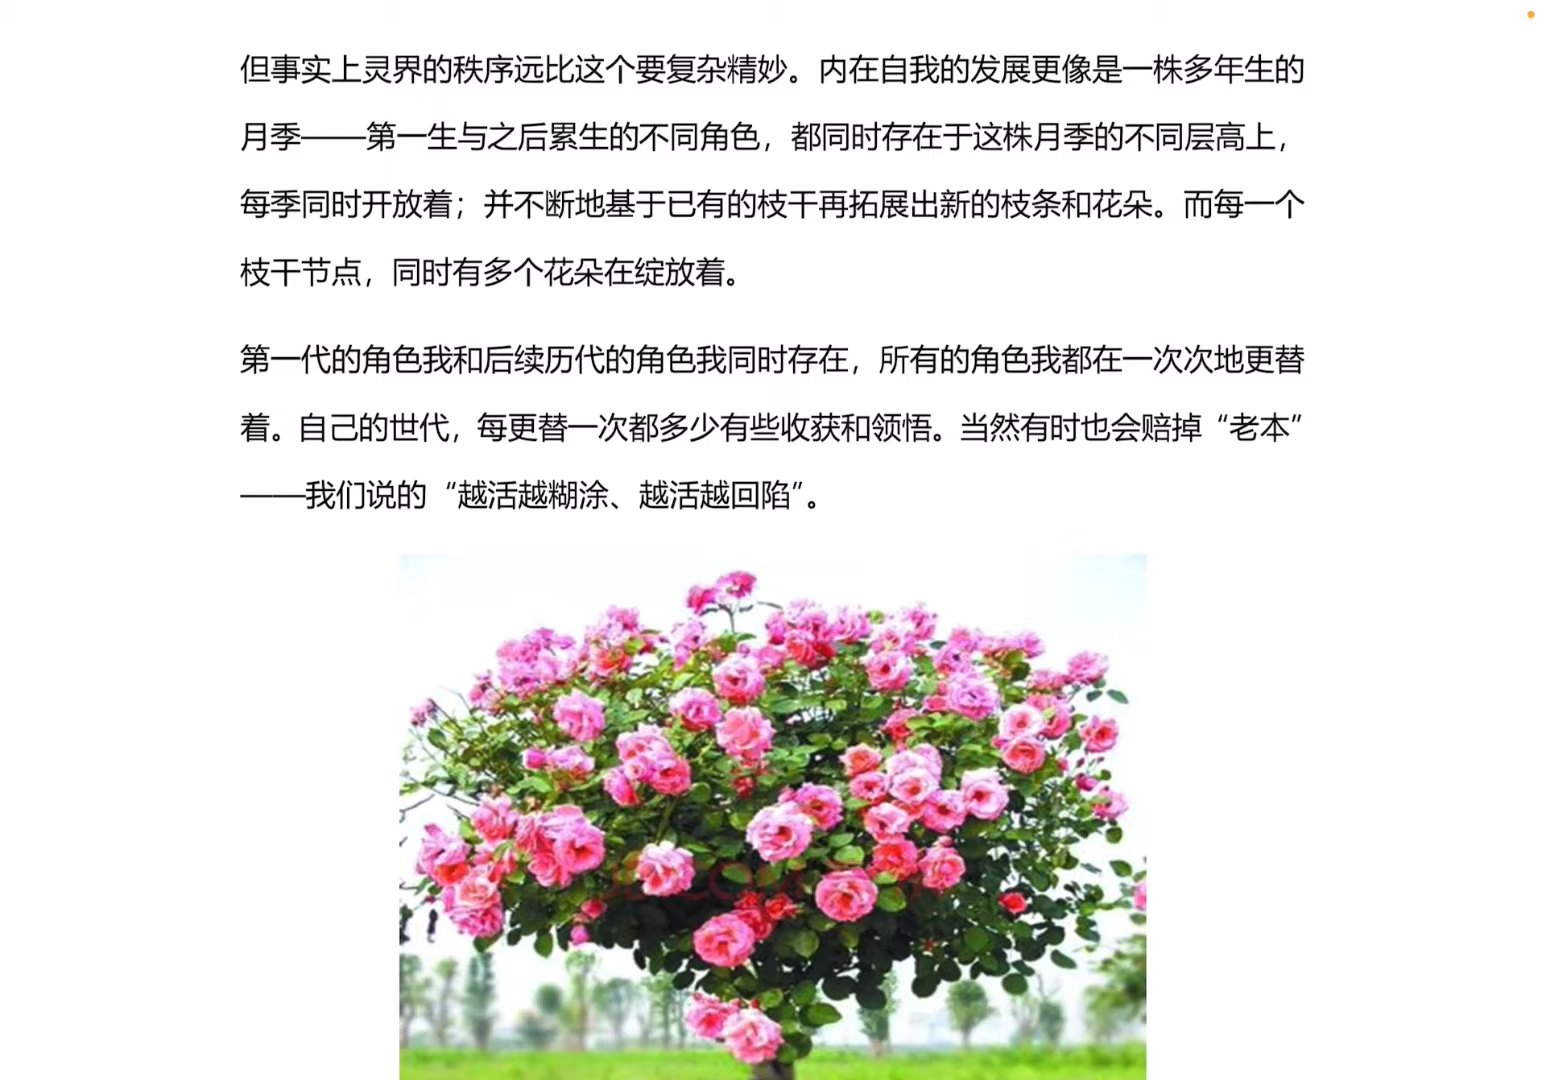 但事实上灵界的秩序远比这个要复杂精妙。内在自我的发展更像是一株多年生的
月季——第一生与之后累生的不同角色，都同时存在于这株月季的不同层高上，
每季同时开放着；并不断地基于已有的枝干再拓展出新的枝条和花朵。而每一个
枝干节点，同时有多个花朵在绽放着。
第一代的角色我和后续历代的角色我同时存在，所有的角色我都在一次次地更替
着。自己的世代，每更替一次都多少有些收获和领悟。当然有时也会赔掉“老本”
——我们说的“越活越糊涂、越活越回陷”。